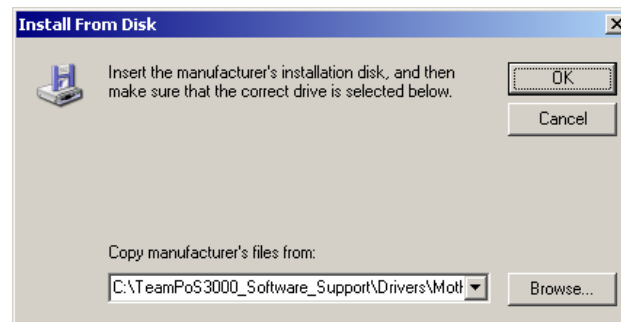 Install From Disk
Insert the manufacturer's installation disk, and then
make sure that the correct drive is selected below.
OK
Cancel
Copy manufacturer's files from:
C:\TeamPoS3000_Software_Support\Drivers\Moth
Browse...